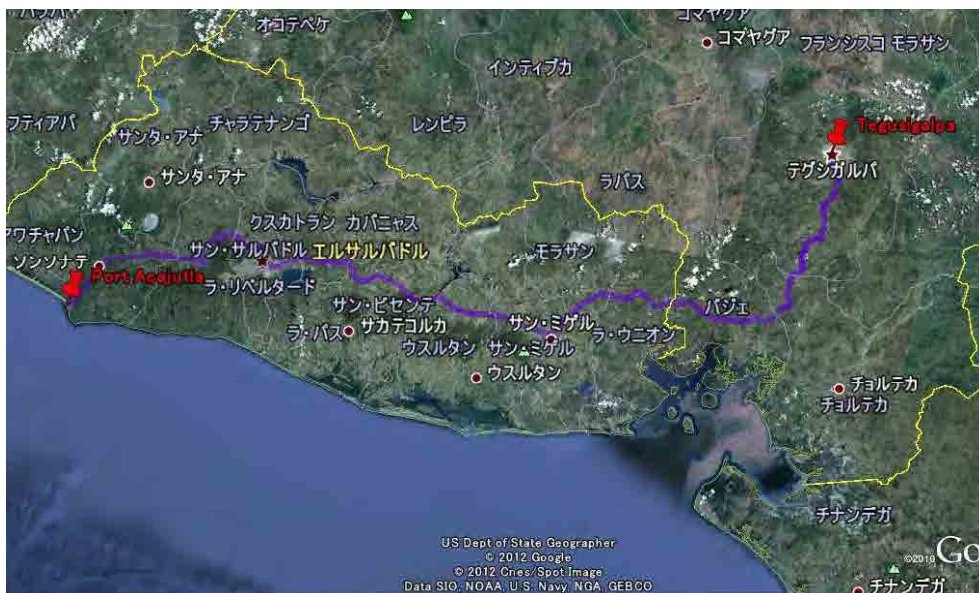 オコテペケ
コマヤグア
コマヤグア
フランシスコ モラサン
インティブカ
フティアパ
サンタ・アナ
チャラテナンゴ
レンピラ
Tegusigalpa
テグシガルパ
サンタ・アナ
ラパス
クスカトラン カバニャス
アワチャパン
サン・サルバドル
エルサルバドル
モラサン
ソンソナテ
Port Acajutla
ラ・リベルタード
サン・ビセンテ
バジェ
ラ・パス
サカテコルカ
サン・ミゲル
ラ・ウニオン
ウスルタン
サン・ミゲル
ウスルタン
チョルテカ
チョルテカ
チナンデガ
US Dept of State Geographer
© 2012 Google
© 2012 Cnes/Spot Image
Data SIO, NOAA, U.S. Navy, NGA, GEBCO
©2010 Go
チナンデガ